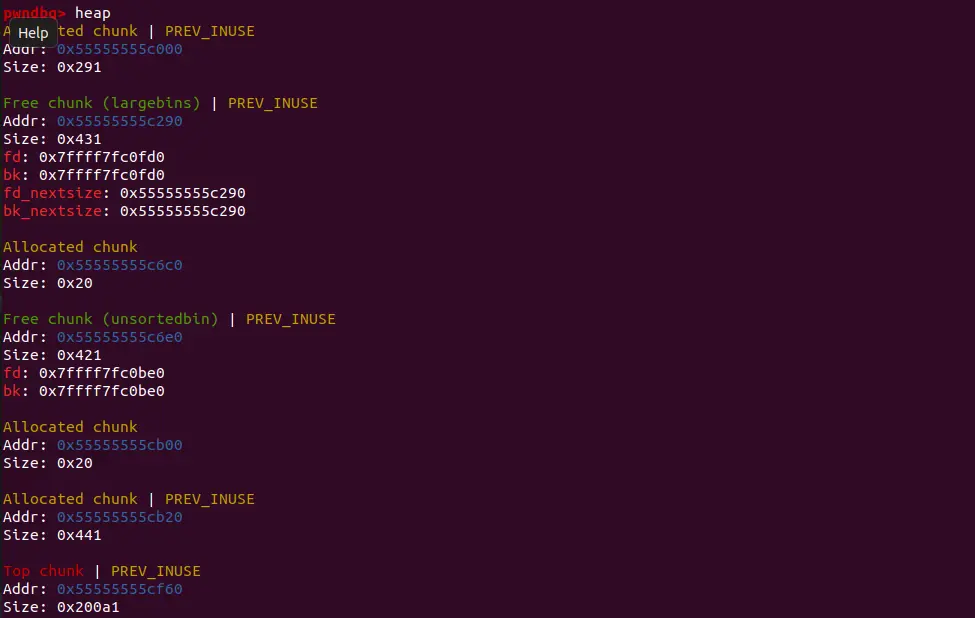 pwndbg> heap
A ted chunk | PREV_INUSE
Help
Addr: 0x55555555c000
Size: 0x291
Free chunk (largebins) | PREV_INUSE
Addr: 0x55555555c290
Size: 0x431
fd: 0x7ffff7fc0fd0
bk: 0x7ffff7fc0fd0
fd_nextsize: 0x55555555c290
bk_nextsize: 0x55555555c290
Allocated chunk
Addr: 0x55555555c6c0
Size: 0x20
Free chunk (unsortedbin) | PREV_INUSE
Addr: 0x55555555c6e0
Size: 0x421
fd: 0x7ffff7fc0be0
bk: 0x7ffff7fc0be0
Allocated chunk
Addr: 0x55555555cb00
Size: 0x20
Allocated chunk | PREV_INUSE
Addr: 0x55555555cb20
Size: 0x441
Top chunk | PREV_INUSE
Addr: 0x55555555cf60
Size: 0x200a1